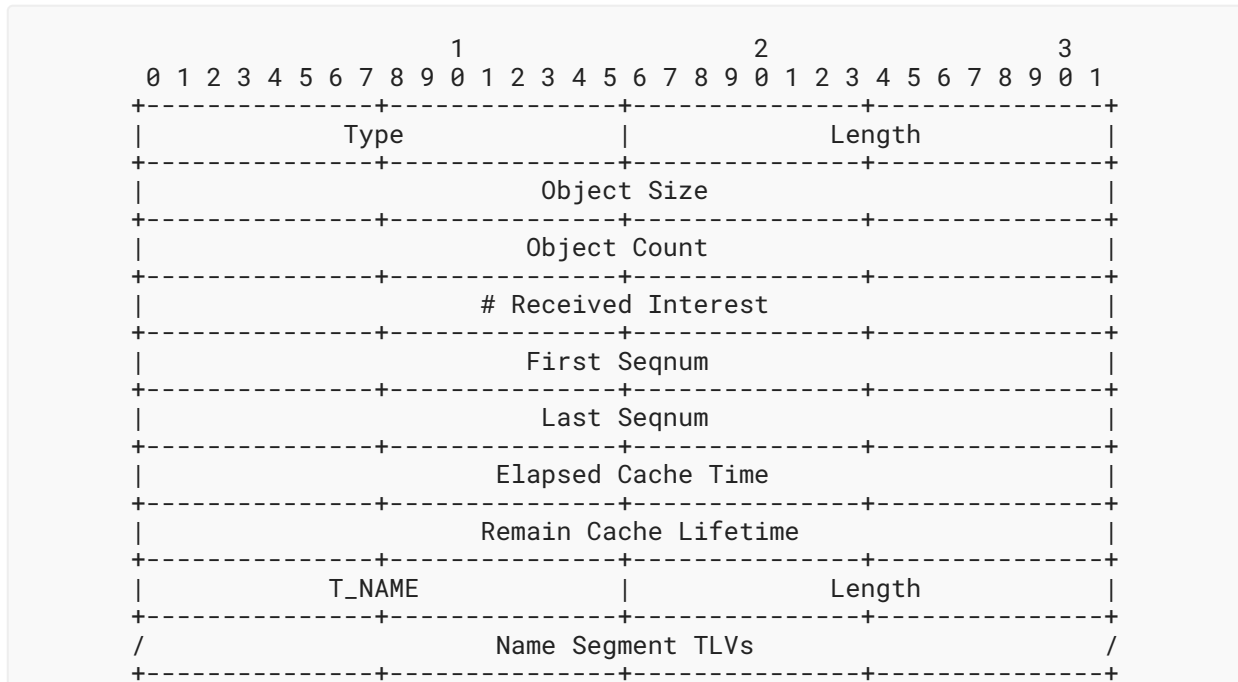 1                   2                   3
 0 1 2 3 4 5 6 7 8 9 0 1 2 3 4 5 6 7 8 9 0 1 2 3 4 5 6 7 8 9 0 1
+---------------+---------------+---------------+---------------+
|             Type              |             Length            |
+---------------+---------------+---------------+---------------+
|                          Object Size                          |
+---------------+---------------+---------------+---------------+
|                         Object Count                          |
+---------------+---------------+---------------+---------------+
|                      # Received Interest                      |
+---------------+---------------+---------------+---------------+
|                         First Seqnum                          |
+---------------+---------------+---------------+---------------+
|                          Last Seqnum                          |
+---------------+---------------+---------------+---------------+
|                       Elapsed Cache Time                      |
+---------------+---------------+---------------+---------------+
|                      Remain Cache Lifetime                    |
+---------------+---------------+---------------+---------------+
|            T_NAME             |             Length            |
+---------------+---------------+---------------+---------------+
/                       Name Segment TLVs                       /
+---------------+---------------+---------------+---------------+